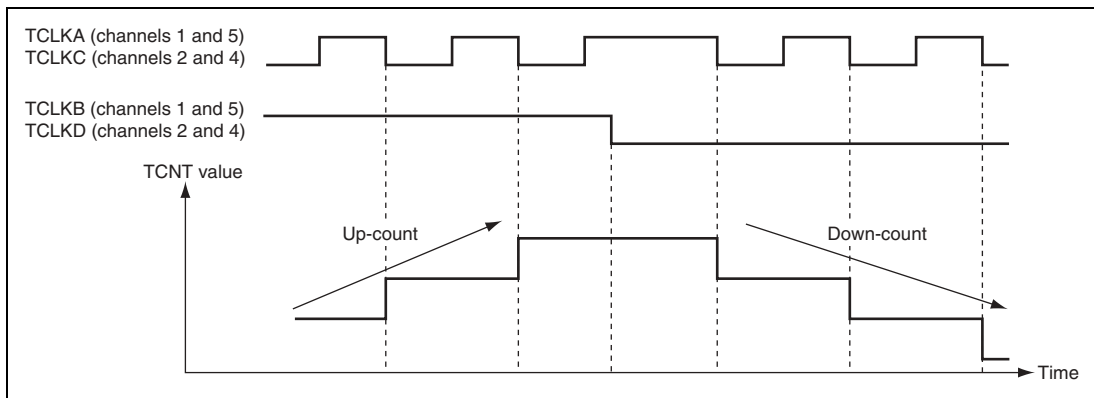 TCLKA (channels 1 and 5)
TCLKC (channels 2 and 4)
TCLKB (channels 1 and 5)
TCLKD (channels 2 and 4)
TCNT value
Up-count
Down-count
Time